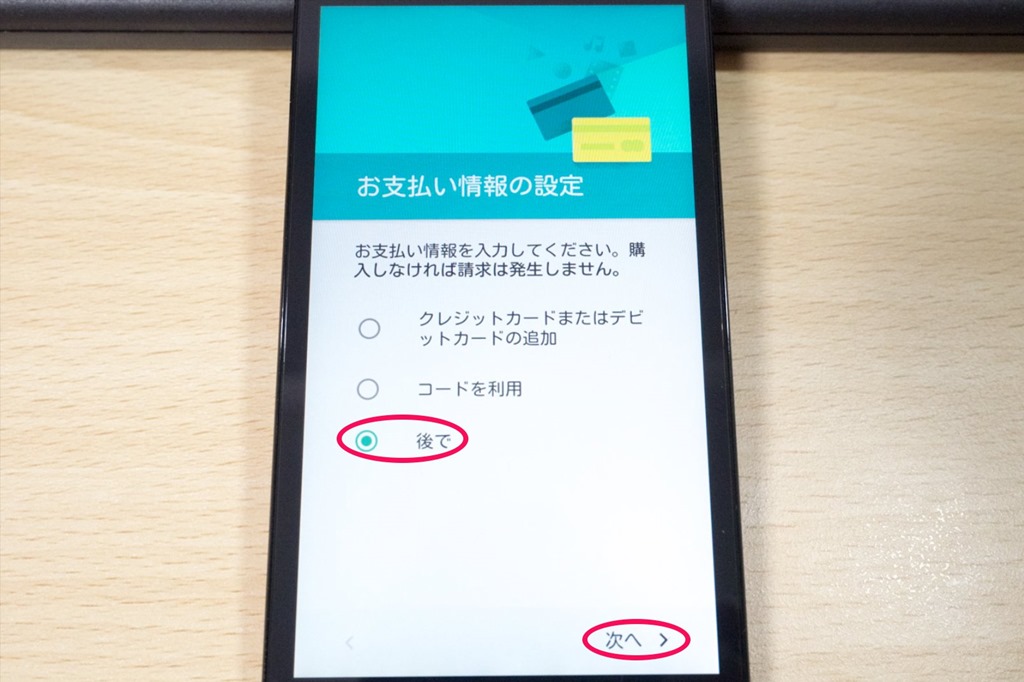 お支払い情報の設定
お支払い情報を入力してください。購
入しなければ請求は発生しません。
クレジットカードまたはデビ
ットカードの追加
コードを利用
後で
次へ